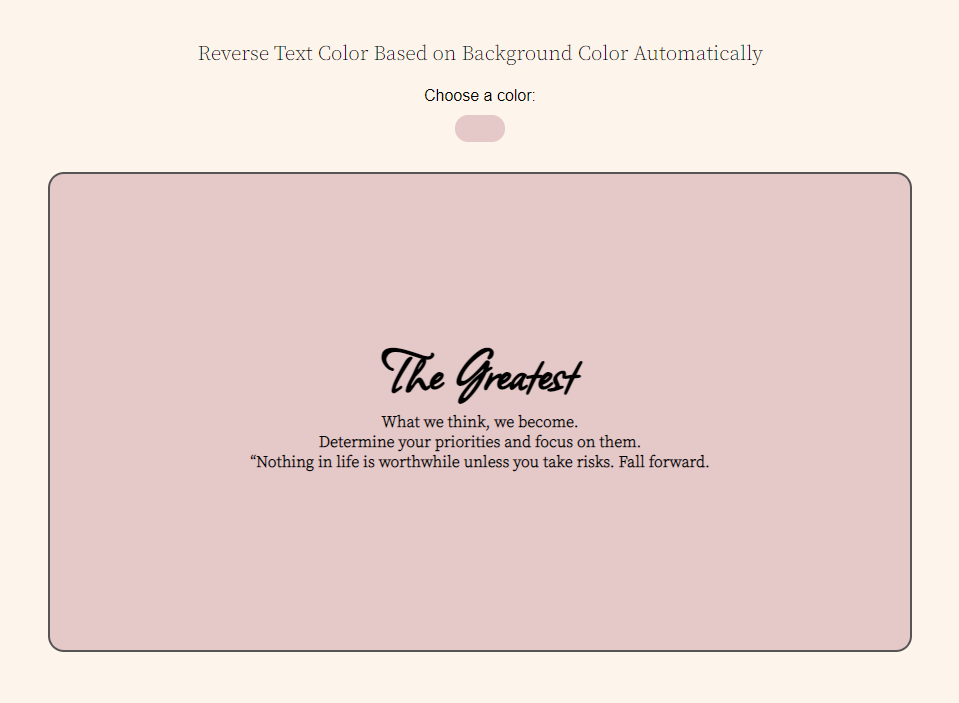 Reverse Text Color Based on Background Color Automatically
Choose a color:
The Greatest
What we think, we become.
Determine your priorities and focus on them.
“Nothing in life is worthwhile unless you take risks. Fall forward.